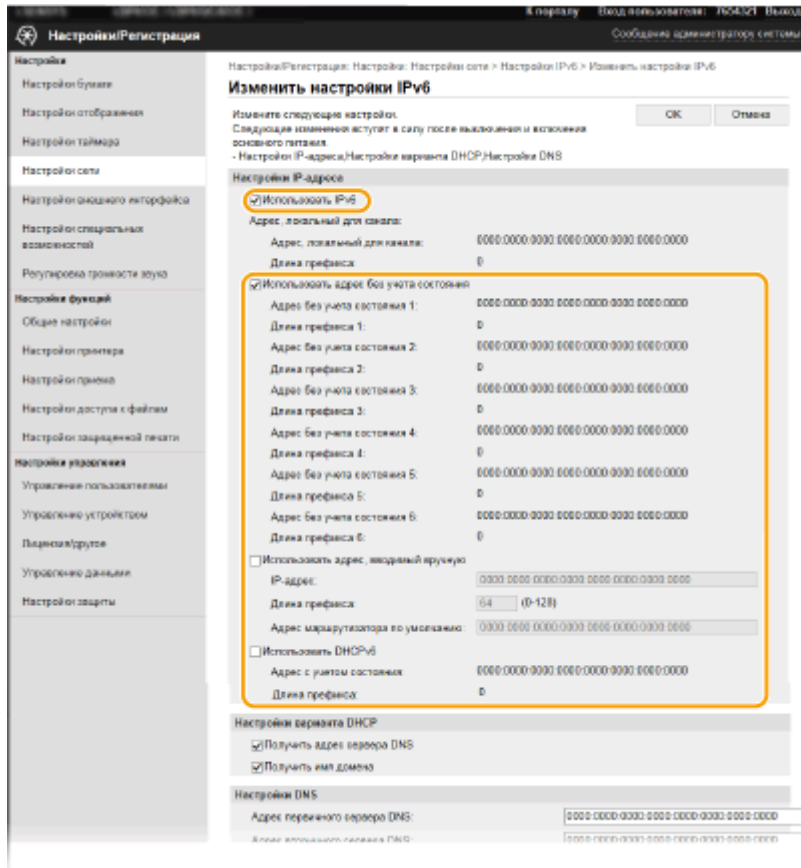 К порталу Вход пользователя: 7654321 Выход
Настройки/Регистрация
Сообщение администратору системы
Настройки
Настройки бумаги
Настройки отображения
Настройки таймера
Настройки сети
Настройки внешнего интерфейса
Настройки специальных
возможностей
Регулировка громкости звука
Настройки функций
Общие настройки
Настройки принтера
Настройки приема
Настройки доступа к файлам
Настройки защищенной печати
Настройки управления
Управление пользователями
Управление устройством
Лицензия/другое
Управление данными
Настройки защиты
Настройки/Регистрация: Настройки: Настройки сети > Настройки IPv6 > Изменить настройки IPv6
Изменить настройки IPv6
Измените следующие настройки.
Следующие изменения вступят в силу после выключения и включения
основного питания.
- Настройки IP-адреса,Настройки варианта DHCP,Настройки DNS
OK Отмена
Настройки IP-адреса
Использовать IPv6
Адрес, локальный для канала:
Адрес, локальный для канала: 0000:0000:0000:0000:0000:0000:0000:0000
Длина префикса: 0
Использовать адрес без учета состояния
Адрес без учета состояния 1: 0000:0000:0000:0000:0000:0000:0000:0000
Длина префикса 1: 0
Адрес без учета состояния 2: 0000:0000:0000:0000:0000:0000:0000:0000
Длина префикса 2: 0
Адрес без учета состояния 3: 0000:0000:0000:0000:0000:0000:0000:0000
Длина префикса 3: 0
Адрес без учета состояния 4: 0000:0000:0000:0000:0000:0000:0000:0000
Длина префикса 4: 0
Адрес без учета состояния 5: 0000:0000:0000:0000:0000:0000:0000:0000
Длина префикса 5: 0
Адрес без учета состояния 6: 0000:0000:0000:0000:0000:0000:0000:0000
Длина префикса 6: 0
Использовать адрес, вводимый вручную
IP-адрес: 0000:0000:0000:0000:0000:0000:0000:0000
Длина префикса: 64 (0-128)
Адрес маршрутизатора по умолчанию: 0000:0000:0000:0000:0000:0000:0000:0000
Использовать DHCPv6
Адрес с учетом состояния: 0000:0000:0000:0000:0000:0000:0000:0000
Длина префикса: 0
Настройки варианта DHCP
Получить адрес сервера DNS
Получить имя домена
Настройки DNS
Адрес первичного сервера DNS: 0000:0000:0000:0000:0000:0000:0000:0000
Адрес вторичного сервера DNS: 0000:0000:0000:0000:0000:0000:0000:0000